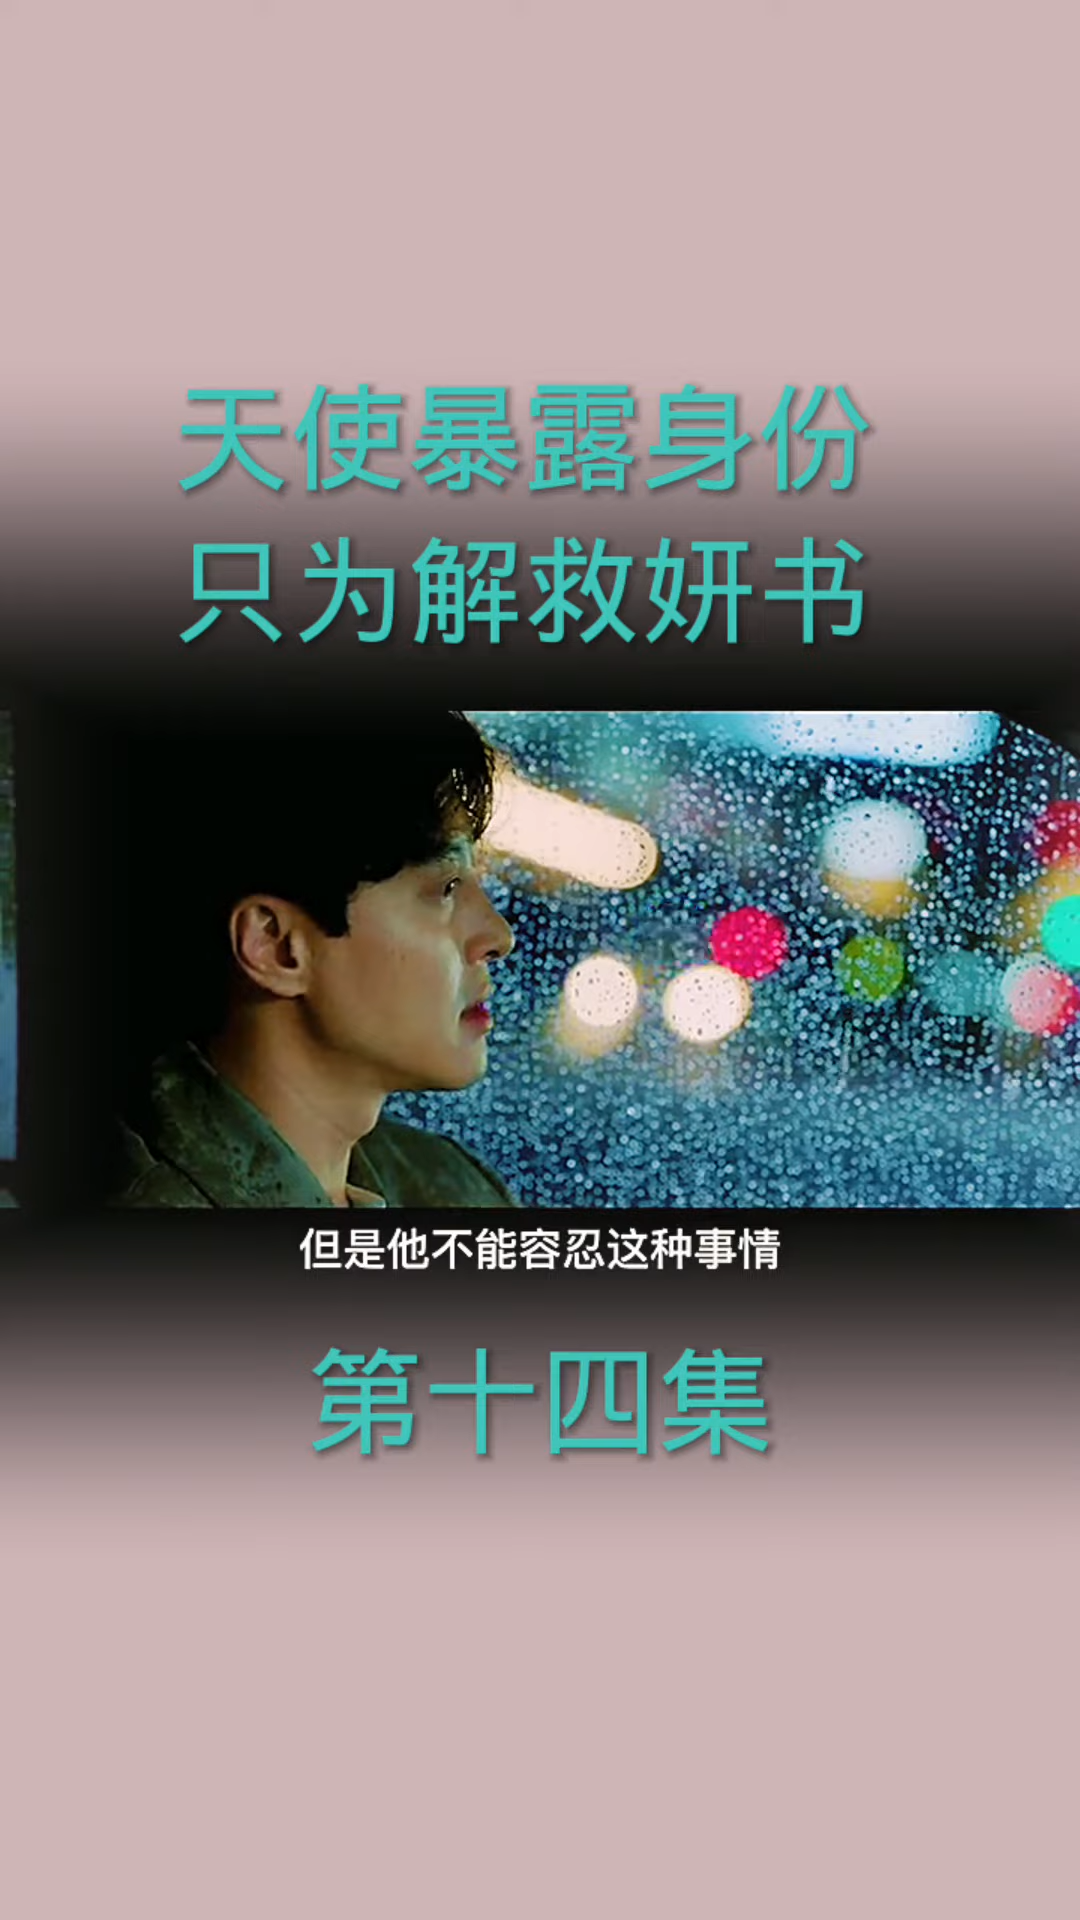 天使暴露身份
只为解救妍书
但是他不能容忍这种事情
第十四集